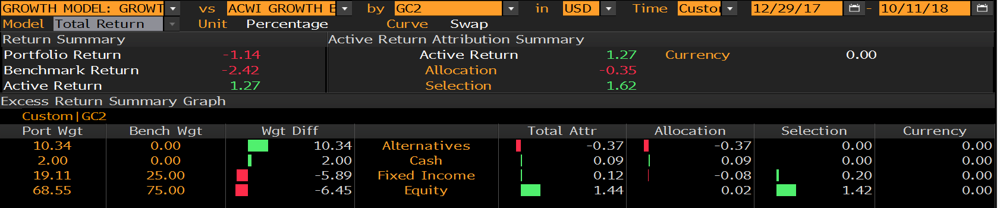 GROWTH MODEL: GROWT vs ACWI GROWTH B by GC2 in USD Time Custor 12/29/17 - 10/11/18
Model Total Return Unit Percentage Curve Swap
Return Summary Active Return Attribution Summary
Portfolio Return -1.14 Active Return 1.27 Currency 0.00
Benchmark Return -2.42 Allocation -0.35
Active Return 1.27 Selection 1.62
Excess Return Summary Graph
Custom|GC2
Port Wgt Bench Wgt Wgt Diff Total Attr Allocation Selection Currency
10.34 0.00 10.34 Alternatives -0.37 -0.37 0.00 0.00
2.00 0.00 2.00 Cash 0.09 0.09 0.00 0.00
19.11 25.00 -5.89 Fixed Income 0.12 -0.08 0.20 0.00
68.55 75.00 -6.45 Equity 1.44 0.02 1.42 0.00